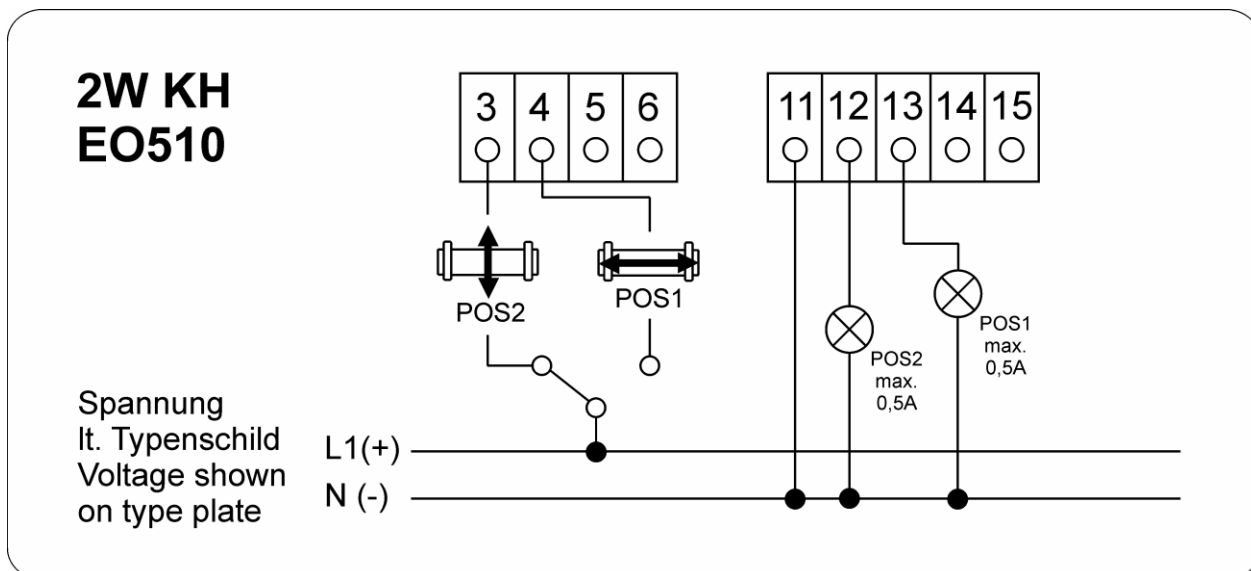 2W KH
EO510
3 4 5 6
11 12 13 14 15
POS2
POS1
POS2
max.
0,5A
POS1
max.
0,5A
Spannung
lt. Typenschild
Voltage shown
on type plate
L1(+)
N (-)